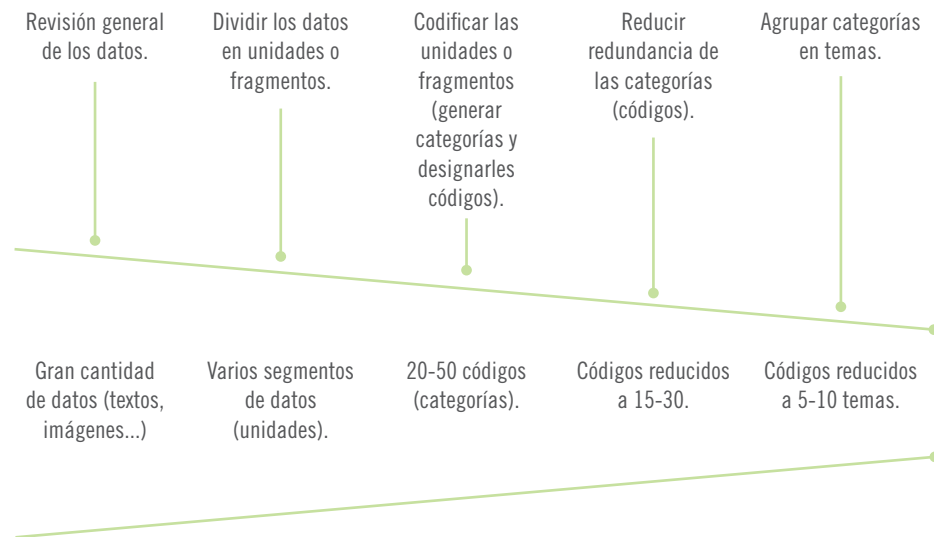 Revisión general
de los datos.
Dividir los datos
en unidades o
fragmentos.
Codificar las
unidades o
fragmentos
(generar
categorías y
designarles
códigos).
Reducir
redundancia de
las categorías
(códigos).
Agrupar categorías
en temas.
Gran cantidad
de datos (textos,
imágenes...)
Varios segmentos
de datos
(unidades).
20-50 códigos
(categorías).
Códigos reducidos
a 15-30.
Códigos reducidos
a 5-10 temas.